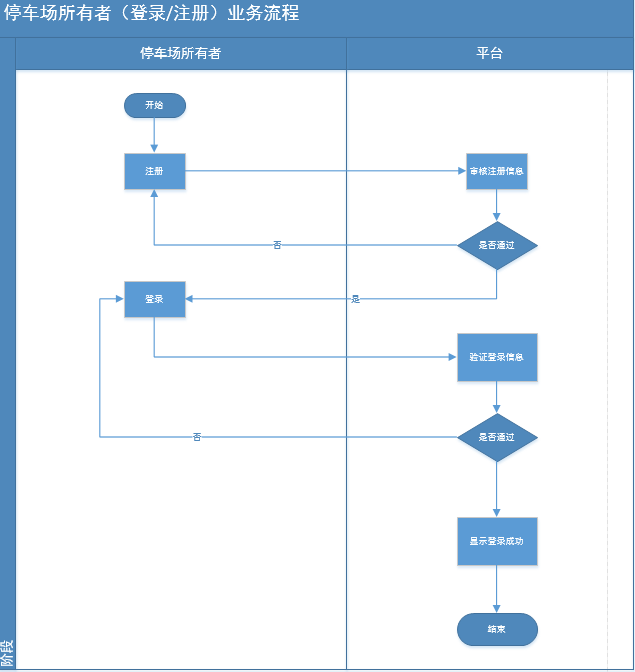 停车场所有者（登录/注册）业务流程
停车场所有者
平台
开始
注册
审核注册信息
是否通过
否
登录
是
验证登录信息
是否通过
否
显示登录成功
结束
阶段